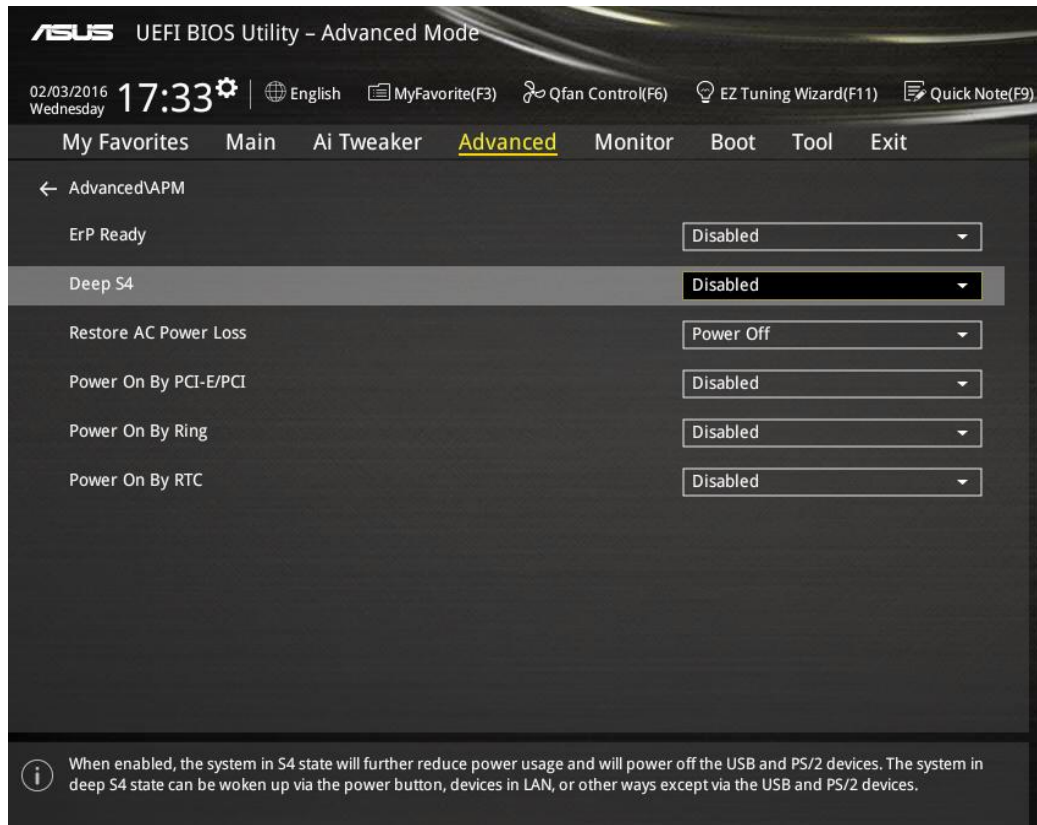 ASUS UEFI BIOS Utility – Advanced Mode
02/03/2016
Wednesday 17:33 English MyFavorite(F3) Qfan Control(F6) EZ Tuning Wizard(F11) Quick Note(F9)
My Favorites Main Ai Tweaker Advanced Monitor Boot Tool Exit
← Advanced\APM
ErP Ready Disabled
Deep S4 Disabled
Restore AC Power Loss Power Off
Power On By PCI-E/PCI Disabled
Power On By Ring Disabled
Power On By RTC Disabled
When enabled, the system in S4 state will further reduce power usage and will power off the USB and PS/2 devices. The system in
deep S4 state can be woken up via the power button, devices in LAN, or other ways except via the USB and PS/2 devices.